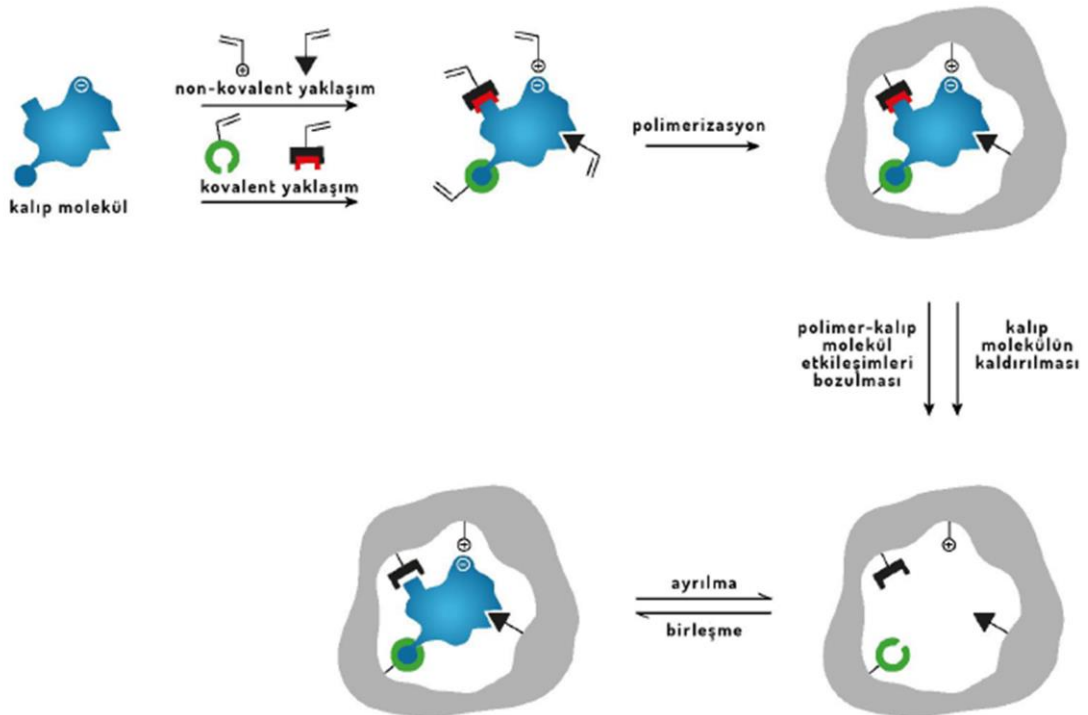 non-kovalent yaklaşım
kovalent yaklaşım
kalıp molekül
polimerizasyon
polimer-kalıp
molekül
etkileşimleri
bozulması
kalıp
molekülün
kaldırılması
ayrılma
birleşme